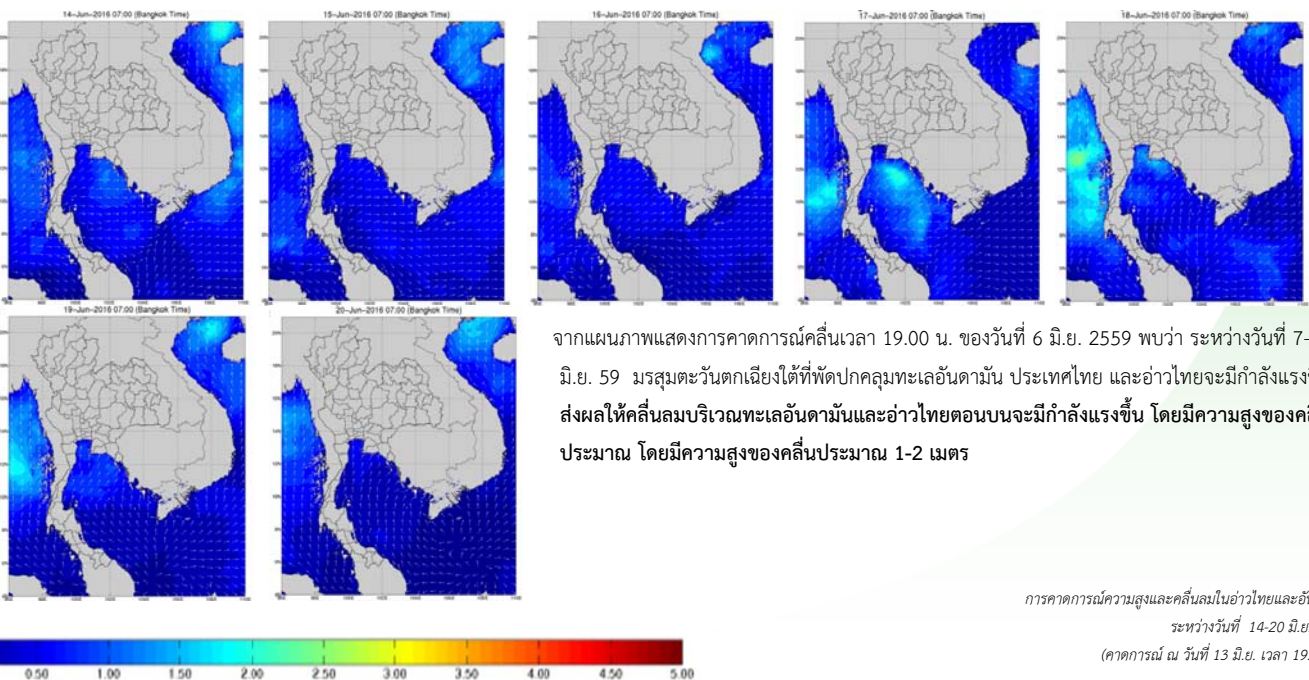 14-Jun-2016 07:00 (Bangkok Time)
15-Jun-2016 07:00 (Bangkok Time)
16-Jun-2016 07:00 (Bangkok Time)
17-Jun-2016 07:00 (Bangkok Time)
18-Jun-2016 07:00 (Bangkok Time)
19-Jun-2016 07:00 (Bangkok Time)
20-Jun-2016 07:00 (Bangkok Time)
จากแผนภาพแสดงการคาดการณ์คลื่นเวลา 19.00 น. ของวันที่ 6 มิ.ย. 2559 พบว่า ระหว่างวันที่ 7-
มิ.ย. 59 มรสุมตะวันตกเฉียงใต้ที่พัดปกคลุมทะเลอันดามัน ประเทศไทย และอ่าวไทยจะมีกำลังแรง
ส่งผลให้คลื่นลมบริเวณทะเลอันดามันและอ่าวไทยตอนบนจะมีกำลังแรงขึ้น โดยมีความสูงของ
ประมาณ โดยมีความสูงของคลื่นประมาณ 1-2 เมตร
การคาดการณ์ความสูงและคลื่นลมในอ่าวไทยและ
ระหว่างวันที่ 14-20 มิ.ย.
(คาดการณ์ ณ วันที่ 13 มิ.ย. เวลา 19.
0.50 1.00 1.50 2.00 2.50 3.00 3.50 4.00 4.50 5.00